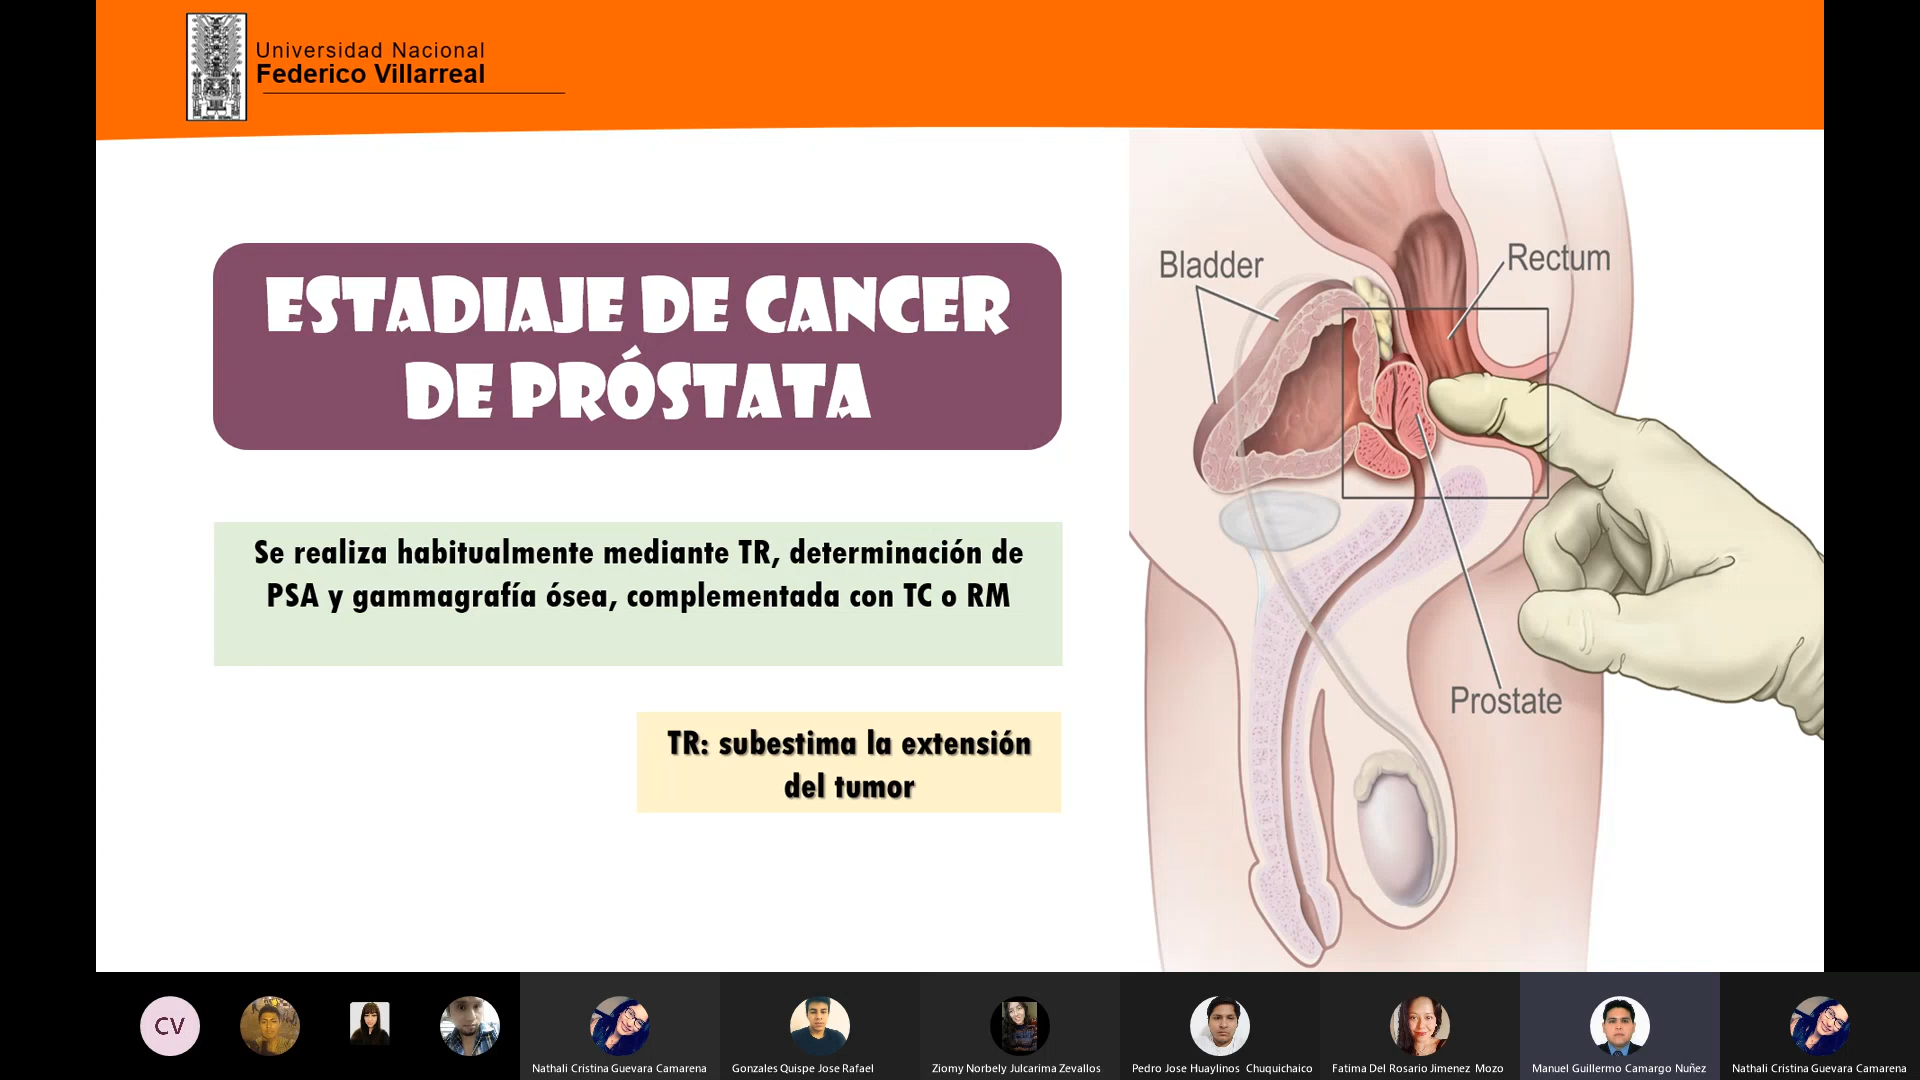 Universidad Nacional
Federico Villarreal
ESTADIAJE DE CANCER
DE PRÓSTATA
Se realiza habitualmente mediante TR, determinación de
PSA y gammagrafía ósea, complementada con TC o RM
TR: subestima la extensión
del tumor
Bladder
Rectum
Prostate
CV
Nathali Cristina Guevara Camarena
Gonzales Quispe Jose Rafael
Ziomy Norbely Julcarima Zevallos
Pedro Jose Huaylinos Chuquichaico
Fatima Del Rosario Jimenez Mozo
Manuel Guillermo Camargo Nuñez
Nathali Cristina Guevara Camarena